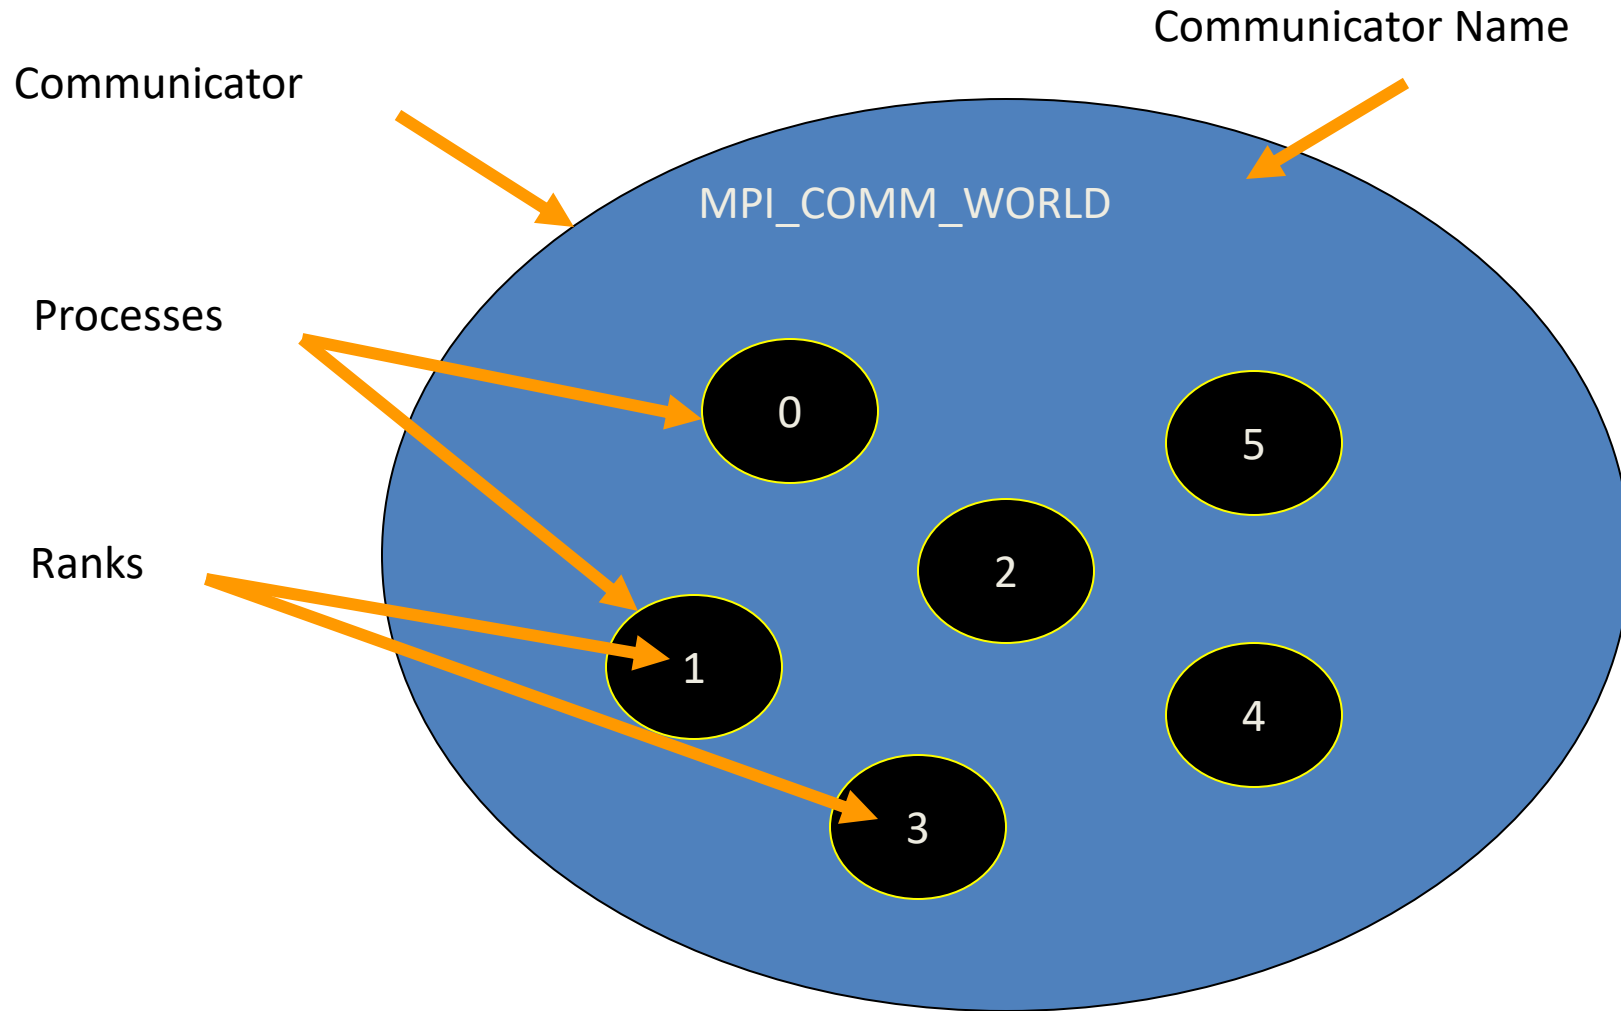 Communicator Name
Communicator
MPI_COMM_WORLD
Processes
0
5
Ranks
2
1
4
3